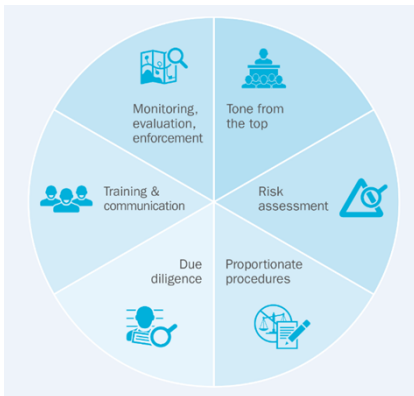 Monitoring,
evaluation,
enforcement
Tone from
the top
Training &
communication
Risk
assessment
Due
diligence
Proportionate
procedures